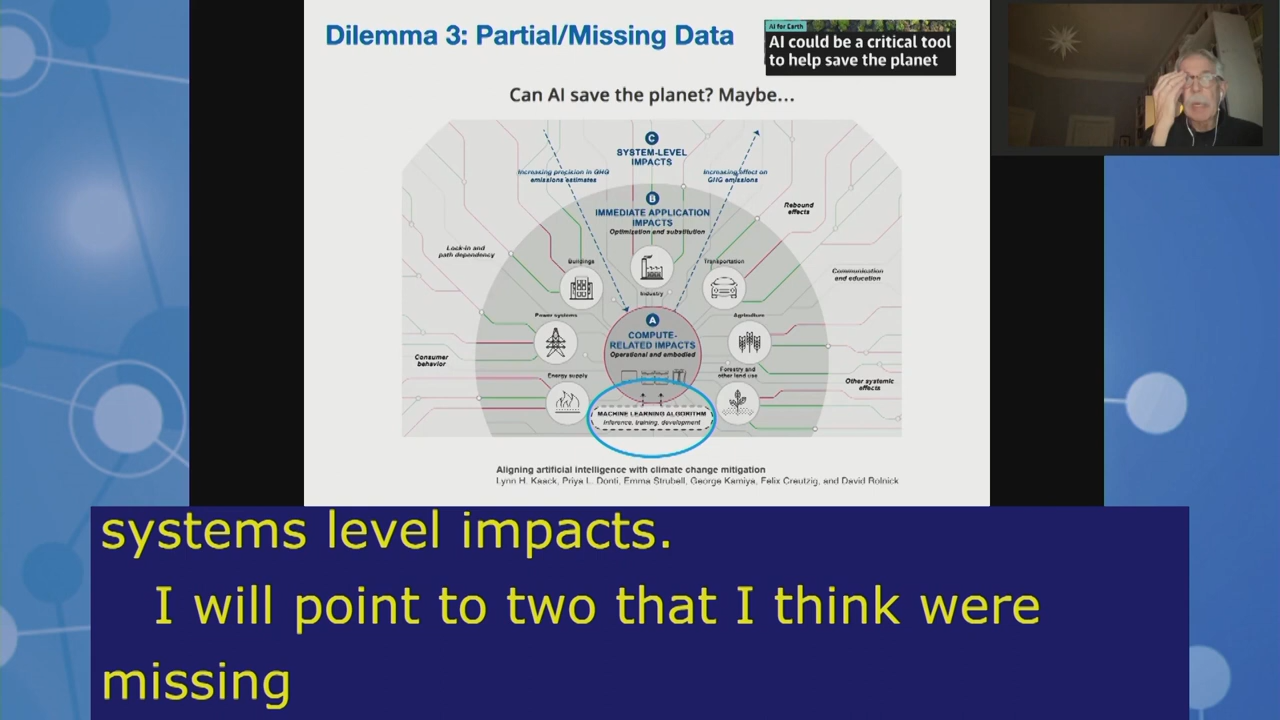 Dilemma 3: Partial/Missing Data
AI for Earth
AI could be a critical tool
to help save the planet
Can AI save the planet? Maybe…
C
SYSTEM-LEVEL
IMPACTS
Increasing precision in GHG
emissions estimates
Increasing effect on
GHG emissions
B
IMMEDIATE APPLICATION
IMPACTS
Optimization and substitution
Rebound
effects
Lock-in and
path dependency
Buildings
Industry
Transportation
Communication
and education
Power systems
A
COMPUTE-
RELATED IMPACTS
Operational and embodied
Agriculture
Consumer
behavior
Energy supply
Forestry and
other land use
Other systemic
effects
MACHINE LEARNING ALGORITHM
Inference, training, development
Aligning artificial intelligence with climate change mitigation
Lynn H. Kaack, Priya L. Donti, Emma Strubell, George Kamiya, Felix Creutzig, and David Rolnick
systems level impacts.
I will point to two that I think were
missing